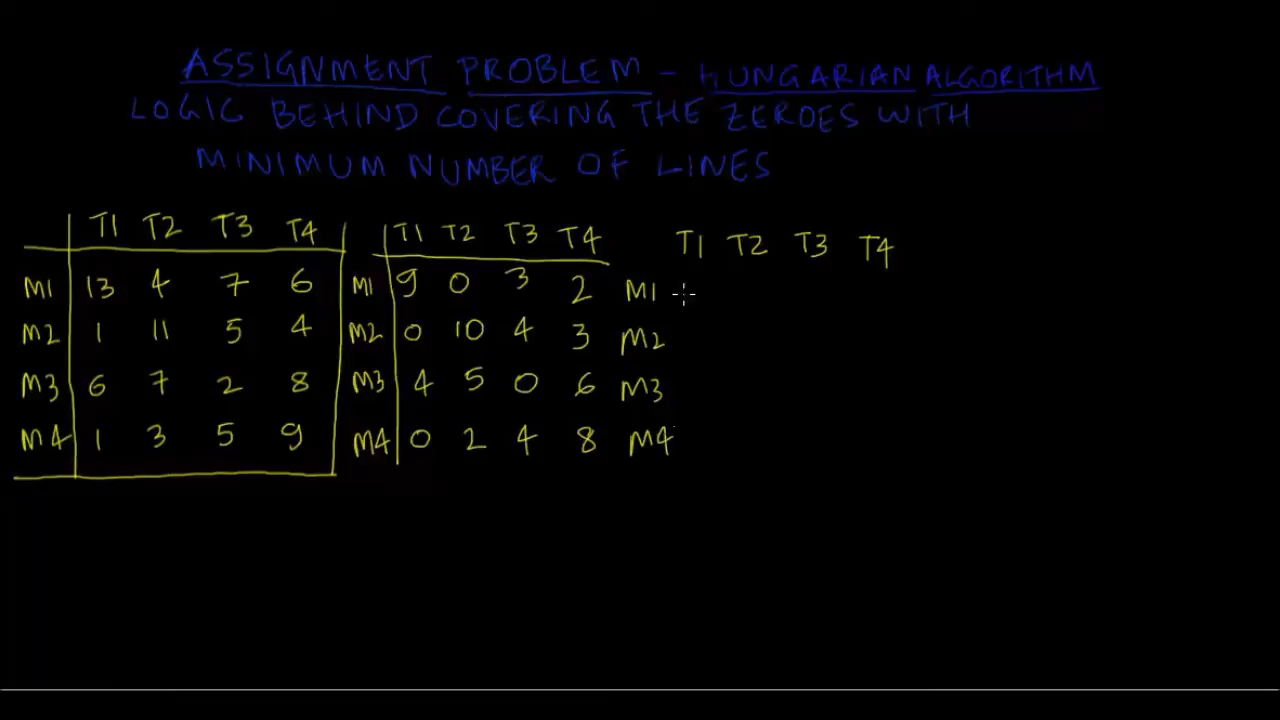 ASSIGNMENT PROBLEM - HUNGARIAN ALGORITHM
LOGIC BEHIND COVERING THE ZEROES WITH
MINIMUM NUMBER OF LINES
T1 T2 T3 T4
M1 13 4 7 6
M2 1 11 5 4
M3 6 7 2 8
M4 1 3 5 9
T1 T2 T3 T4
M1 9 0 3 2
M2 0 10 4 3
M3 4 5 0 6
M4 0 2 4 8
T1 T2 T3 T4
M1
M2
M3
M4